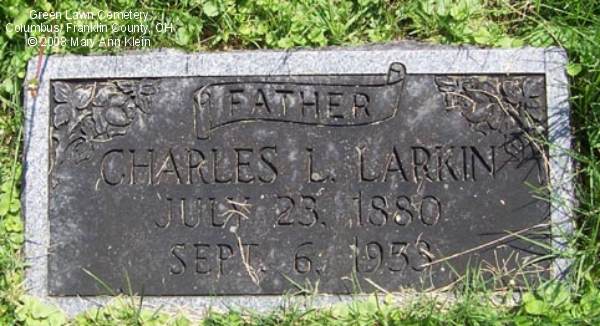 Green Lawn Cemetery
Columbus, Franklin County, OH
© 2008 Mary Ann Klein
FATHER
CHARLES L. LARKIN
JULY 23, 1880
SEPT. 6, 1953